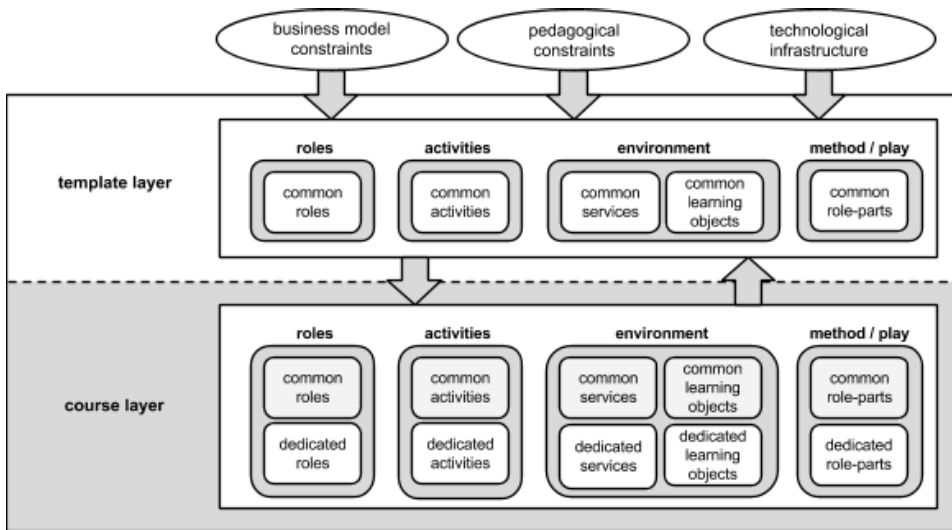 business model
constraints
pedagogical
constraints
technological
infrastructure
template layer
roles
activities
environment
method / play
common
roles
common
activities
common
services
common
learning
objects
common
role-parts
course layer
roles
activities
environment
method / play
common
roles
common
activities
common
services
common
learning
objects
common
role-parts
dedicated
roles
dedicated
activities
dedicated
services
dedicated
learning
objects
dedicated
role-parts